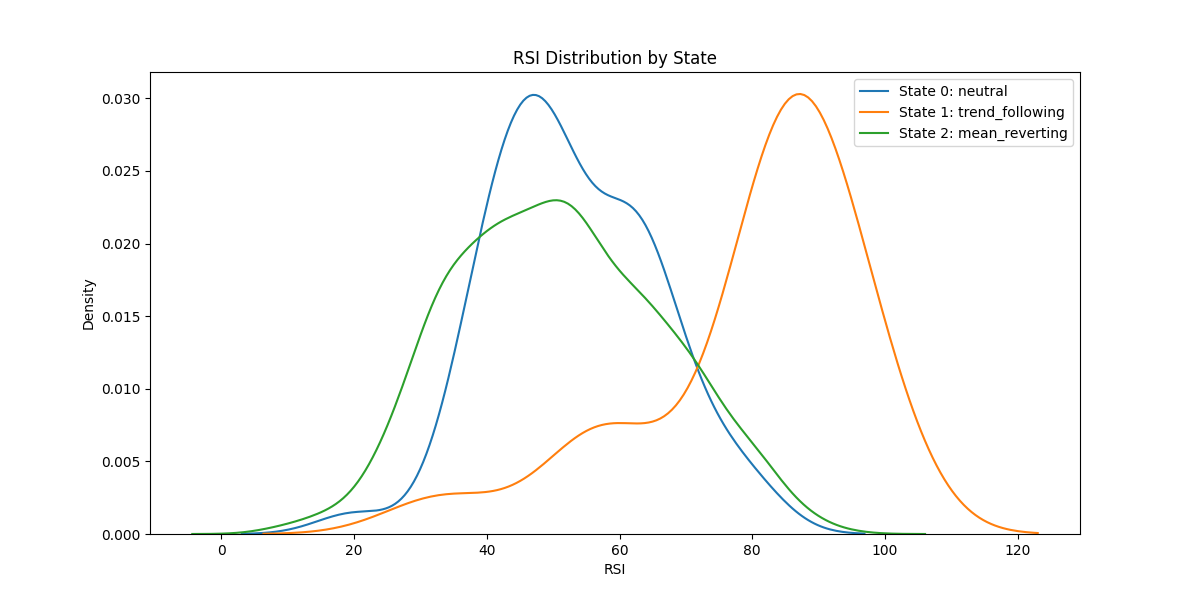 RSI Distribution by State
State 0: neutral
State 1: trend_following
State 2: mean_reverting
0.030
0.025
0.020
0.015
0.010
0.005
0.000
Density
0 20 40 60 80 100 120
RSI